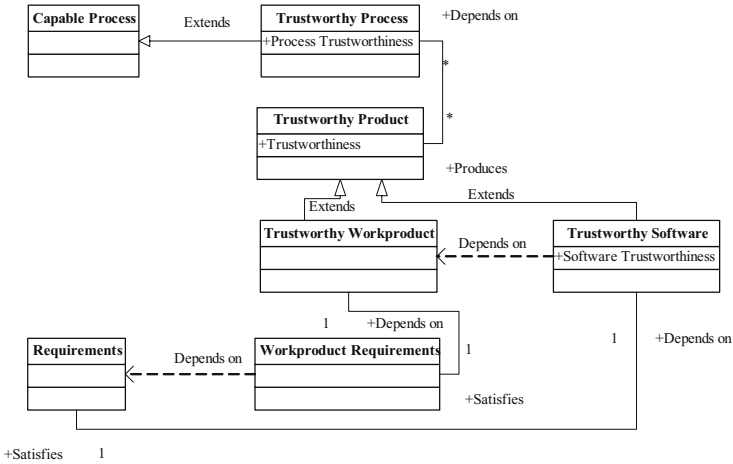 Capable Process
Extends
Trustworthy Process
+Depends on
+Process Trustworthiness
*
Trustworthy Product
*
+Trustworthiness
+Produces
Extends
Extends
Trustworthy Workproduct
Depends on
Trustworthy Software
+Software Trustworthiness
1
+Depends on
1
+Depends on
Requirements
Depends on
Workproduct Requirements
1
+Satisfies
+Satisfies
1